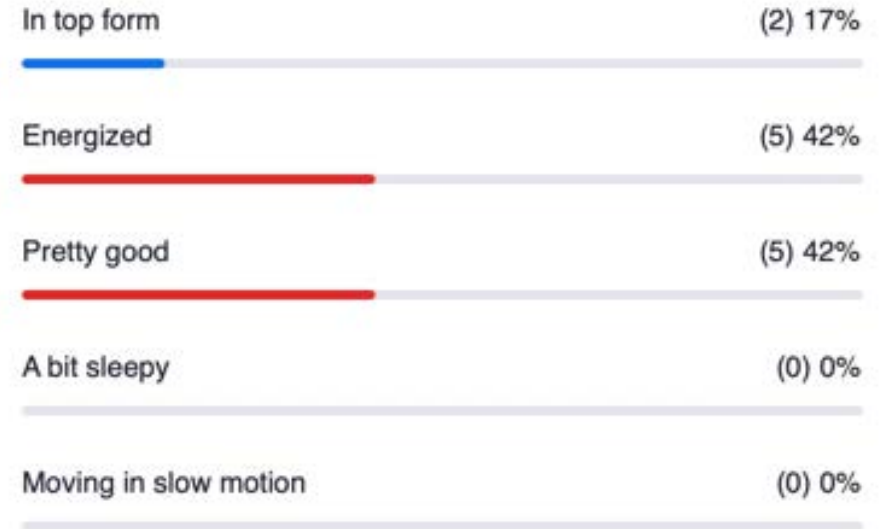 In top form (2) 17%
Energized (5) 42%
Pretty good (5) 42%
A bit sleepy (0) 0%
Moving in slow motion (0) 0%